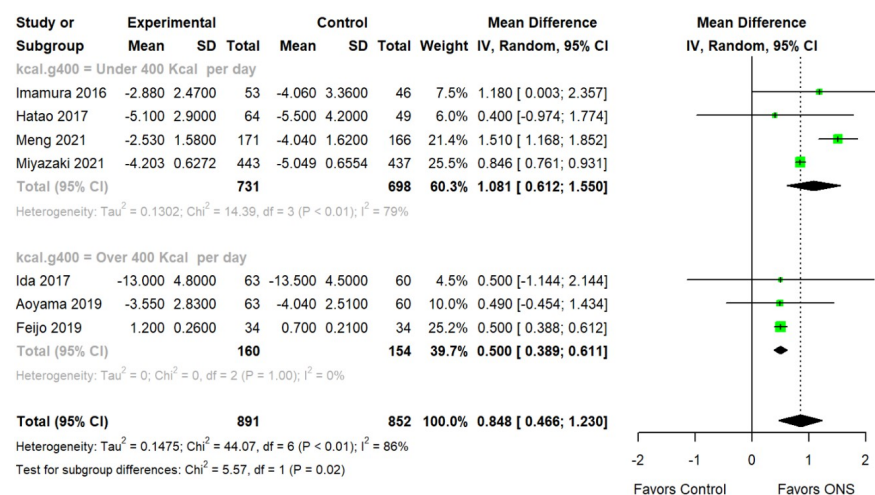 Study or Experimental Control Mean Difference Mean Difference
Subgroup Mean SD Total Mean SD Total Weight IV, Random, 95% CI IV, Random, 95% CI
kcal.g400 = Under 400 Kcal per day
Imamura 2016 -2.880 2.4700 53 -4.060 3.3600 46 7.5% 1.180 [ 0.003; 2.357]
Hatao 2017 -5.100 2.9000 64 -5.500 4.2000 49 6.0% 0.400 [-0.974; 1.774]
Meng 2021 -2.530 1.5800 171 -4.040 1.6200 166 21.4% 1.510 [ 1.168; 1.852]
Miyazaki 2021 -4.203 0.6272 443 -5.049 0.6554 437 25.5% 0.846 [ 0.761; 0.931]
Total (95% CI) 731 698 60.3% 1.081 [ 0.612; 1.550]
Heterogeneity: Tau² = 0.1302; Chi² = 14.39, df = 3 (P < 0.01); I² = 79%
kcal.g400 = Over 400 Kcal per day
Ida 2017 -13.000 4.8000 63 -13.500 4.5000 60 4.5% 0.500 [-1.144; 2.144]
Aoyama 2019 -3.550 2.8300 63 -4.040 2.5100 60 10.0% 0.490 [-0.454; 1.434]
Feijo 2019 1.200 0.2600 34 0.700 0.2100 34 25.2% 0.500 [ 0.388; 0.612]
Total (95% CI) 160 154 39.7% 0.500 [ 0.389; 0.611]
Heterogeneity: Tau² = 0; Chi² = 0, df = 2 (P = 1.00); I² = 0%
Total (95% CI) 891 852 100.0% 0.848 [ 0.466; 1.230]
Heterogeneity: Tau² = 0.1475; Chi² = 44.07, df = 6 (P < 0.01); I² = 86%
Test for subgroup differences: Chi² = 5.57, df = 1 (P = 0.02)
-2 -1 0 1 2
Favors Control Favors ONS